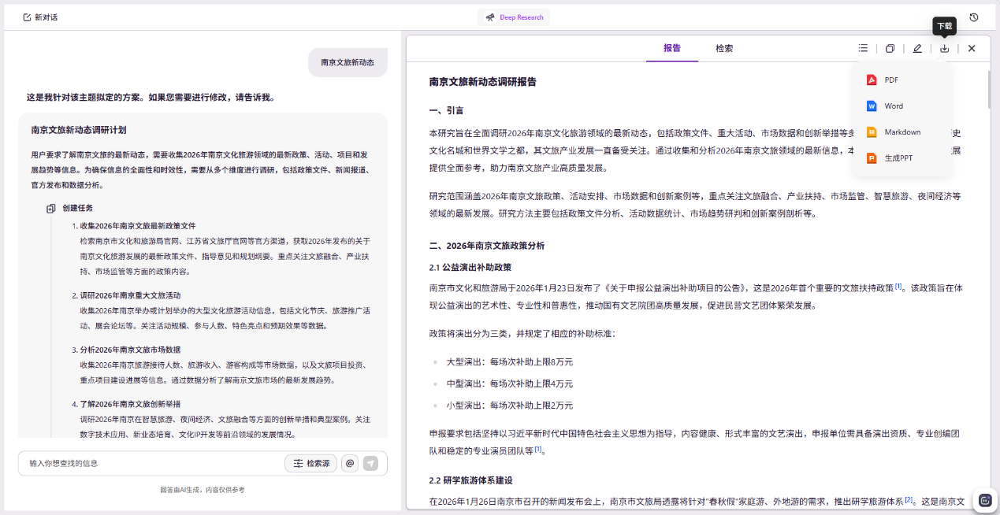 新对话
Deep Research
下载
南京文旅新动态
这是我针对该主题拟定的方案。如果您需要进行修改，请告诉我。
南京文旅新动态调研计划
用户要求了解南京文旅的最新动态，需要收集2026年南京文化旅游领域的最新政策、活动、项目和发
展趋势等信息。为确保信息的全面性和时效性，需要从多个维度进行调研，包括政策文件、新闻报道、
官方发布和数据分析。
创建任务
1. 收集2026年南京文旅最新政策文件
检索南京市文化和旅游局官网、江苏省文旅厅官网等官方渠道，获取2026年发布的关于
南京文化旅游发展的最新政策文件、指导意见和规划纲要。重点关注文旅融合、产业扶
持、市场监管等方面的政策内容。
2. 调研2026年南京重大文旅活动
收集2026年南京举办或计划举办的大型文化旅游活动信息，包括文化节庆、旅游推广活
动、展会论坛等。关注活动规模、参与人数、特色亮点和预期效果等数据。
3. 分析2026年南京文旅市场数据
收集2026年南京旅游接待人数、旅游收入、游客构成等市场数据，以及文旅项目投资、
重点项目建设进展等信息。通过数据分析了解南京文旅市场的最新发展趋势。
4. 了解2026年南京文旅创新举措
调研2026年南京在智慧旅游、夜间经济、文旅融合等方面的创新举措和典型案例。关注
数字技术应用、新业态培育、文化IP开发等前沿领域的发展情况。
输入你想查找的信息
检索源
@
回答由AI生成，内容仅供参考
报告
检索
PDF
Word
Markdown
生成PPT
南京文旅新动态调研报告
一、引言
本研究旨在全面调研2026年南京文化旅游领域的最新动态，包括政策文件、重大活动、市场数据和创新举措等多 史
文化名城和世界文学之都，其文旅产业发展一直备受关注。通过收集和分析2026年南京文旅领域的最新信息，本 展
提供全面参考，助力南京文旅产业高质量发展。
研究范围涵盖2026年南京文旅政策、活动安排、市场数据和创新案例等，重点关注文旅融合、产业扶持、市场监管、智慧旅游、夜间经济等
领域的最新发展。研究方法主要包括政策文件分析、活动数据统计、市场趋势研判和创新案例剖析等。
二、2026年南京文旅政策分析
2.1 公益演出补助政策
南京市文化和旅游局于2026年1月23日发布了《关于申报公益演出补助项目的公告》，这是2026年首个重要的文旅扶持政策[1]。该政策旨在体
现公益演出的艺术性、专业性和普惠性，推动国有文艺院团高质量发展，促进民营文艺团体繁荣发展。
政策将演出分为三类，并规定了相应的补助标准：
大型演出：每场次补助上限8万元
中型演出：每场次补助上限4万元
小型演出：每场次补助上限2万元
申报要求包括坚持以习近平新时代中国特色社会主义思想为指导，内容健康、形式丰富的文艺演出，申报单位需具备演出资质、专业创编团
队和稳定的专业演员团队等[1]。
2.2 研学旅游体系建设
在2026年1月26日南京市召开的新闻发布会上，南京市文旅局透露将针对"春秋假"家庭游、外地游的需求，推出研学旅游体系[2]。这是南京文